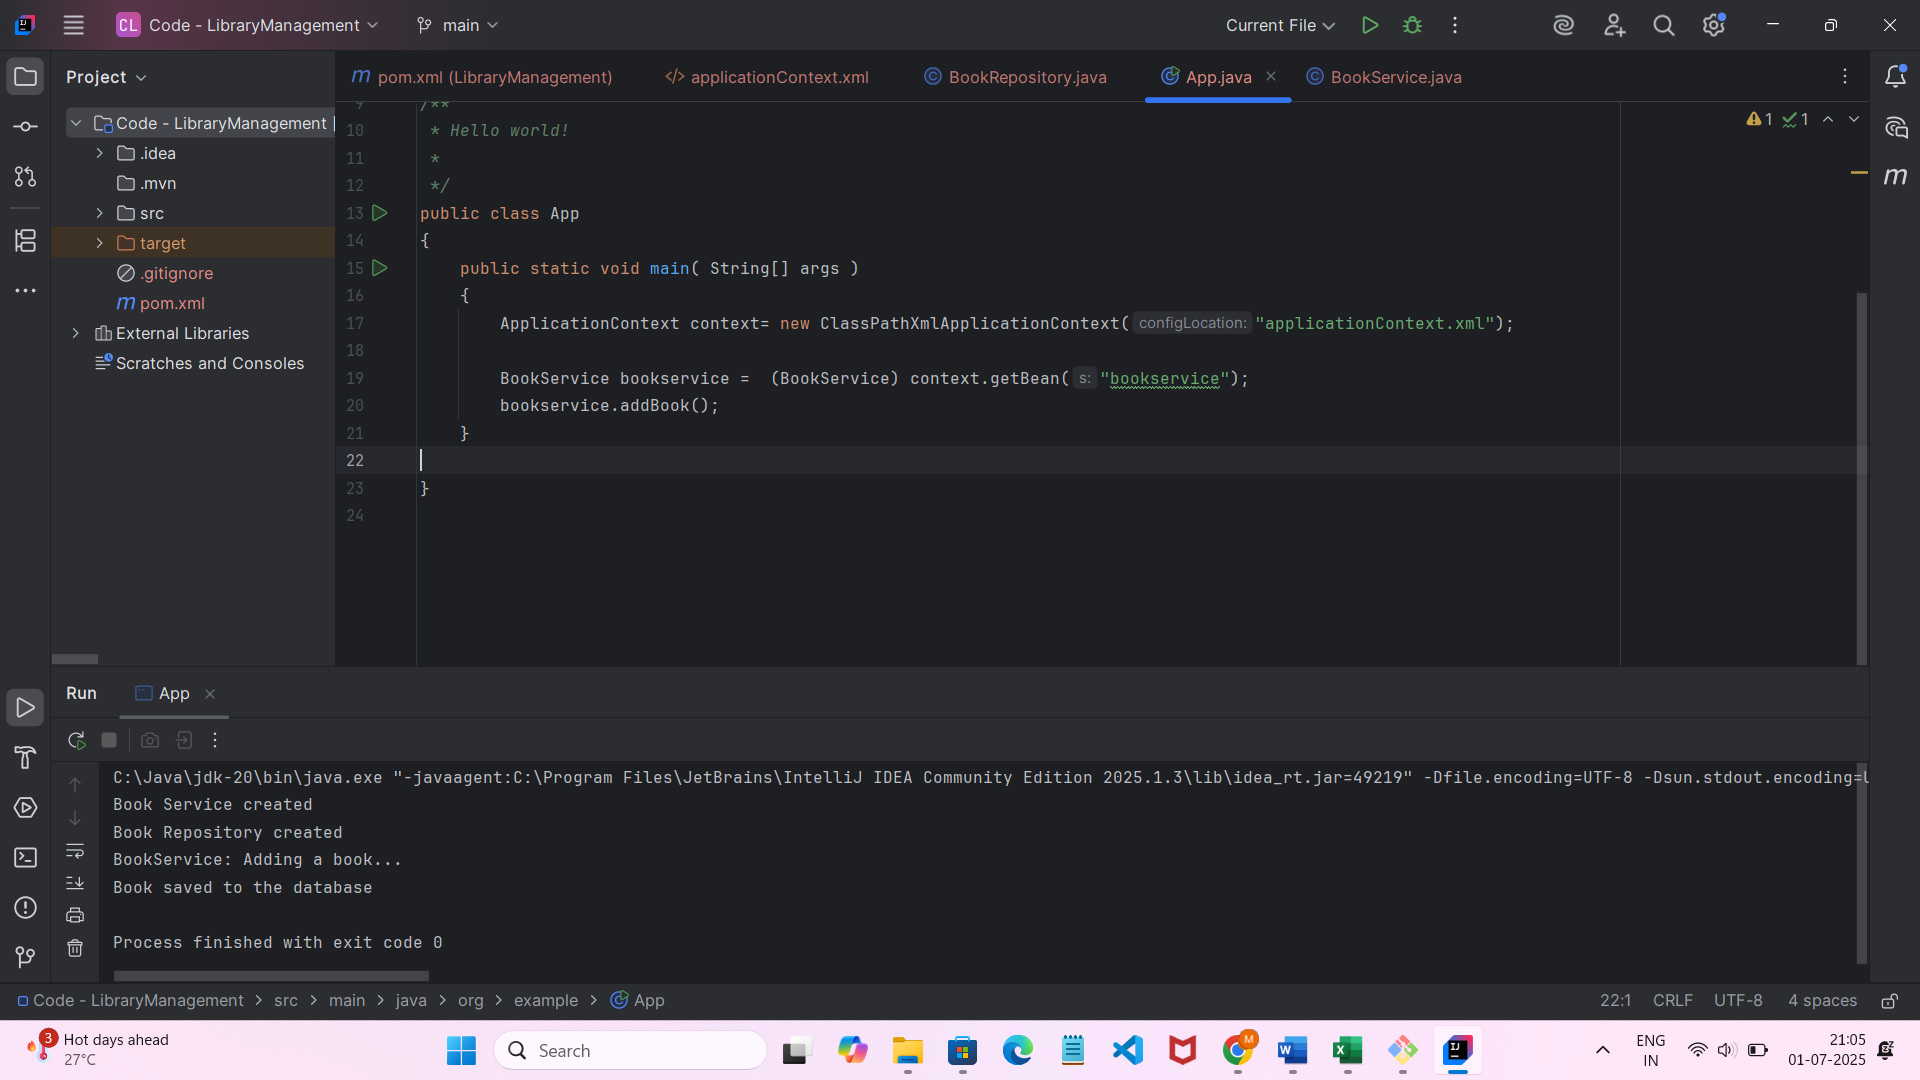 CL Code - LibraryManagement main Current File
Project
pom.xml (LibraryManagement) applicationContext.xml BookRepository.java App.java BookService.java
Code - LibraryManagement
.idea
.mvn
src
target
.gitignore
m pom.xml
External Libraries
Scratches and Consoles
1 1
9 /**
10 * Hello world!
11 *
12 */
13 public class App
14 {
15 public static void main( String[] args )
16 {
17 ApplicationContext context= new ClassPathXmlApplicationContext( configLocation: "applicationContext.xml");
18
19 BookService bookservice =  (BookService) context.getBean( s: "bookservice");
20 bookservice.addBook();
21 }
22
23 }
24
Run App
C:\Java\jdk-20\bin\java.exe "-javaagent:C:\Program Files\JetBrains\IntelliJ IDEA Community Edition 2025.1.3\lib\idea_rt.jar=49219" -Dfile.encoding=UTF-8 -Dsun.stdout.encoding=
Book Service created
Book Repository created
BookService: Adding a book...
Book saved to the database
Process finished with exit code 0
Code - LibraryManagement > src > main > java > org > example > App 22:1 CRLF UTF-8 4 spaces
3 Hot days ahead
27°C
Search
M
ENG
IN
21:05
01-07-2025